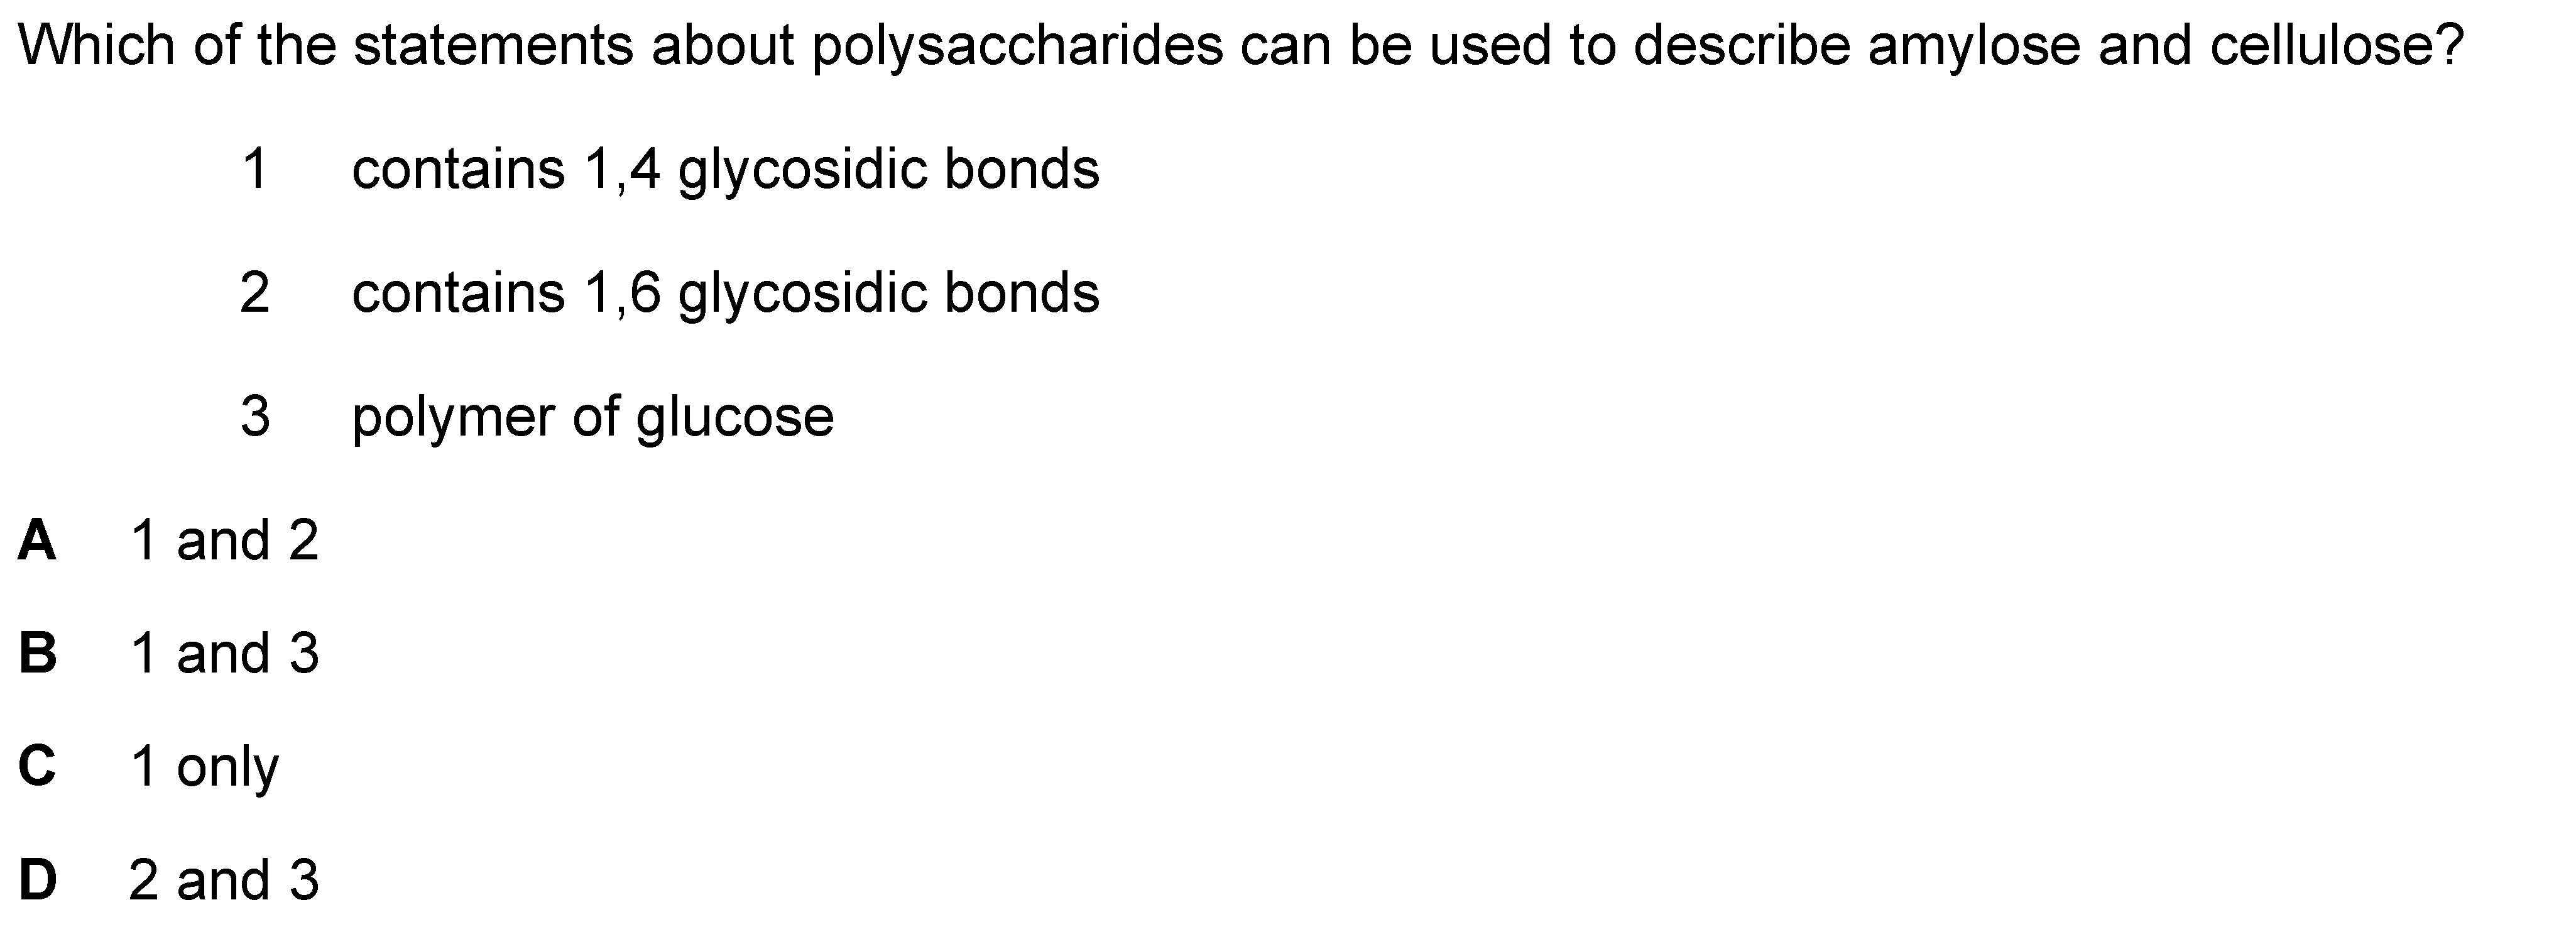 Which of the statements about polysaccharides can be used to describe amylose and cellulose?
1 contains 1,4 glycosidic bonds
2 contains 1,6 glycosidic bonds
3 polymer of glucose
A 1 and 2
B 1 and 3
C 1 only
D 2 and 3